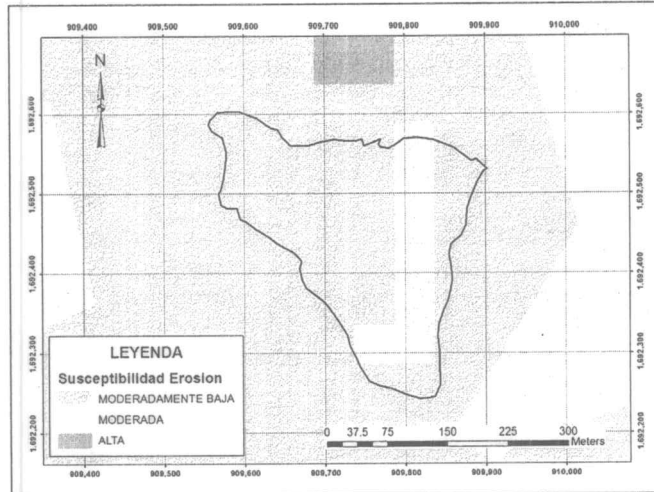 909,400 909,500 909,600 909,700 909,800 909,900 910,000
N
1,692,600 1,692,600
1,692,500 1,692,500
1,692,400 1,692,400
1,692,300 1,692,300
1,692,200 1,692,200
LEYENDA
Susceptibilidad Erosion
MODERADAMENTE BAJA
MODERADA
ALTA
0 37.5 75 150 225 300
Meters
909,400 909,500 909,600 909,700 909,800 909,900 910,000